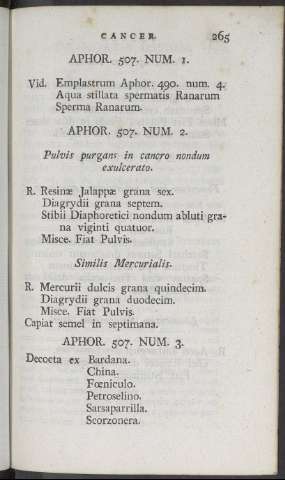 CANCER. 265
APHOR. 507. NUM. 1.
Vid. Emplastrum Aphor. 490. num. 4.
Aqua stillata spermatis Ranarum
Sperma Ranarum.
APHOR. 507. NUM. 2.
Pulvis purgans in cancro nondum
exulcerato.
R. Resinæ Jalappæ grana sex.
Diagrydii grana septem.
Stibii Diaphoretici nondum abluti gra-
na viginti quatuor.
Misce. Fiat Pulvis.
Similis Mercurialis.
R. Mercurii dulcis grana quindecim.
Diagrydii grana duodecim.
Misce. Fiat Pulvis.
Capiat semel in septimana.
APHOR. 507. NUM. 3.
Decocta ex Bardana.
China.
Fœniculo.
Petroselino.
Sarsaparrilla.
Scorzonera.